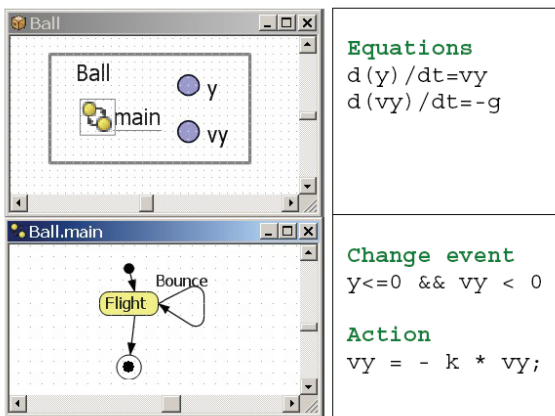 Ball
Ball
main
y
vy
Equations
d(y)/dt=vy
d(vy)/dt=-g
Ball.main
Bounce
Flight
Change event
y<=0 && vy < 0
Action
vy = - k * vy;